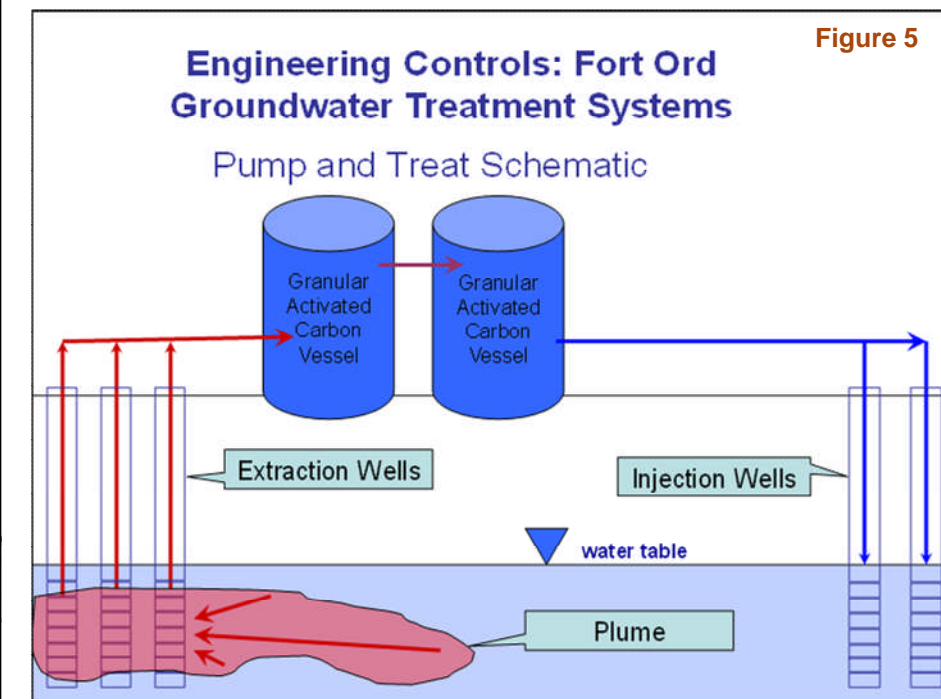 Figure 5
Engineering Controls: Fort Ord
Groundwater Treatment Systems
Pump and Treat Schematic
Granular
Activated
Carbon
Vessel
Granular
Activated
Carbon
Vessel
Extraction Wells
Injection Wells
water table
Plume